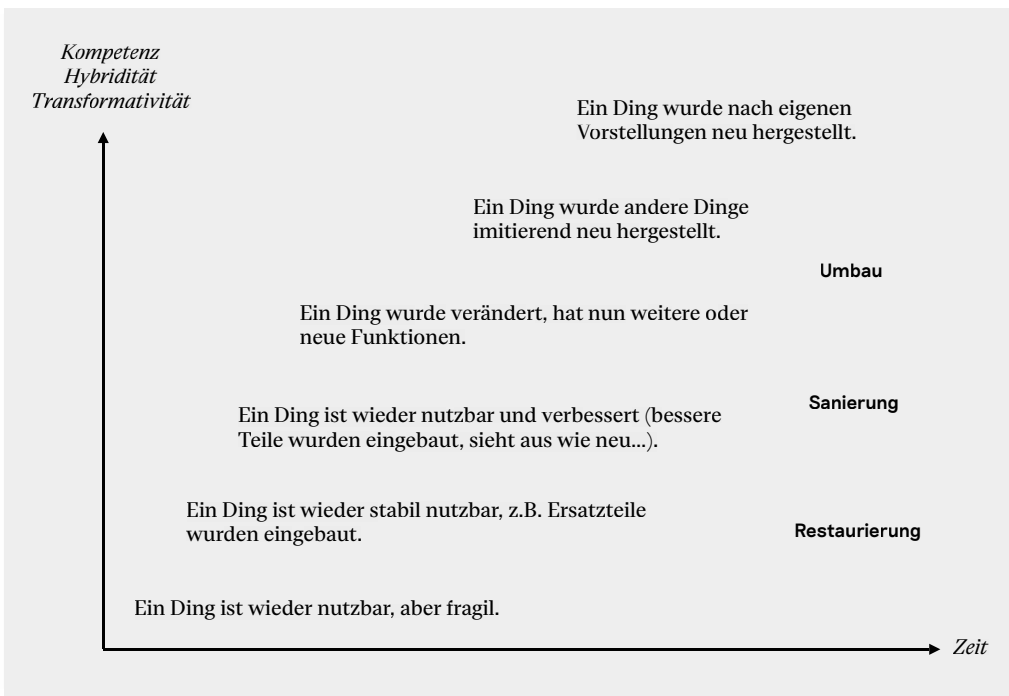 Kompetenz
Hybridität
Transformativität
Ein Ding wurde nach eigenen
Vorstellungen neu hergestellt.
Ein Ding wurde andere Dinge
imitierend neu hergestellt.
Umbau
Ein Ding wurde verändert, hat nun weitere oder
neue Funktionen.
Sanierung
Ein Ding ist wieder nutzbar und verbessert (bessere
Teile wurden eingebaut, sieht aus wie neu...).
Ein Ding ist wieder stabil nutzbar, z.B. Ersatzteile
wurden eingebaut.
Restaurierung
Ein Ding ist wieder nutzbar, aber fragil.
Zeit